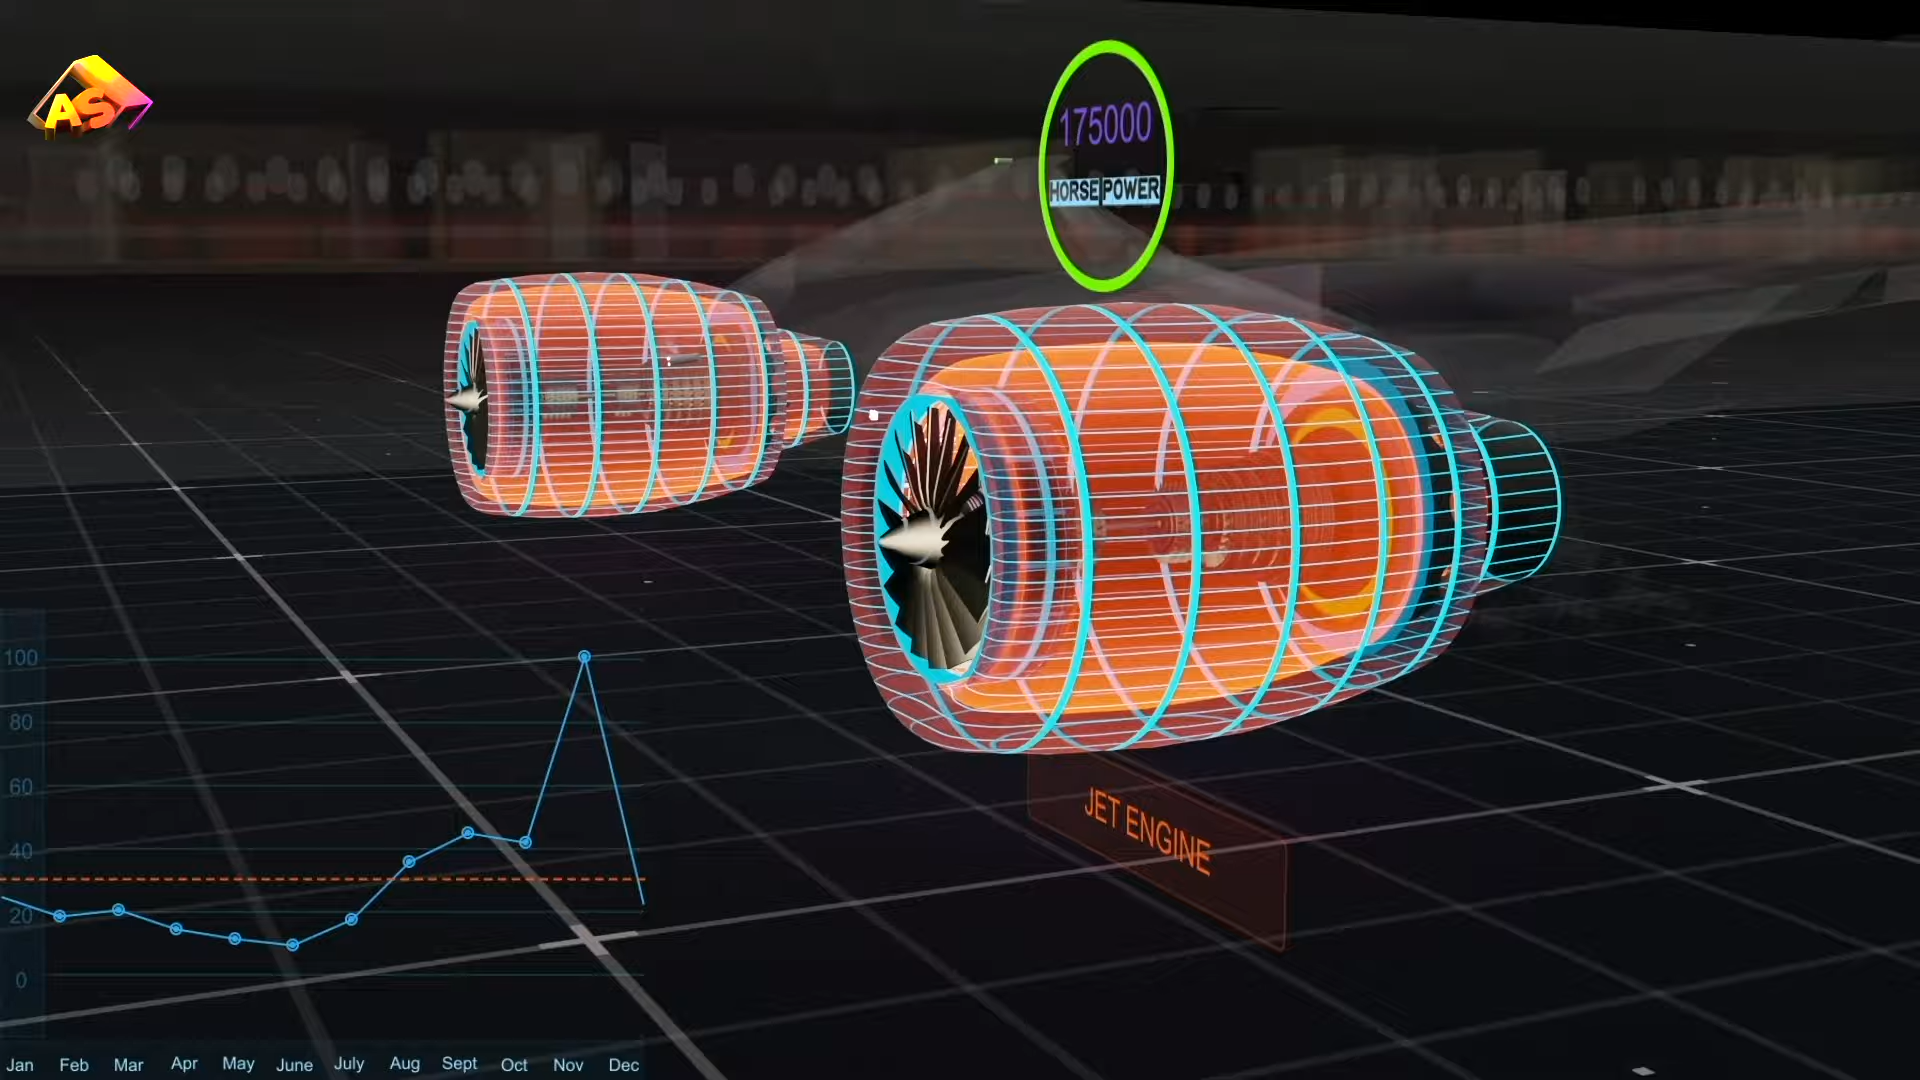 AS
175000
HORSE POWER
JET ENGINE
100
80
60
40
20
0
Jan Feb Mar Apr May June July Aug Sept Oct Nov Dec